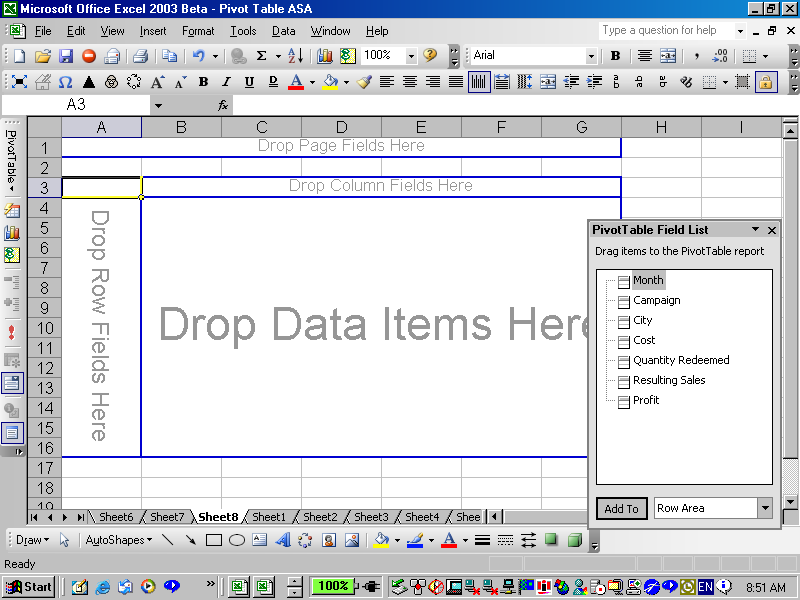 Microsoft Office Excel 2003 Beta - Pivot Table ASA
File Edit View Insert Format Tools Data Window Help Type a question for help
100% Arial B
B I U D A
A3 fx
A B C D E F G H I
PivotTable
1 Drop Page Fields Here
2
3 Drop Column Fields Here
4
5
6
7
8
9
10
11
12
13
14
15
16
17
18
19
Drop Row Fields Here
Drop Data Items Here
PivotTable Field List
Drag items to the PivotTable report
Month
Campaign
City
Cost
Quantity Redeemed
Resulting Sales
Profit
Add To Row Area
Sheet6 Sheet7 Sheet8 Sheet1 Sheet2 Sheet3 Sheet4 Shee
Draw AutoShapes
Ready
Start 100% EN 8:51 AM